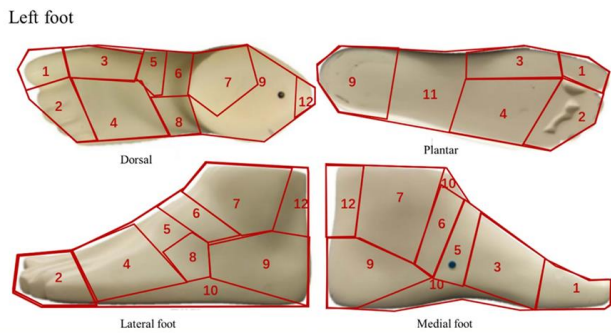 Left foot
1 3 5 6 7 9 12
2 4 8
Dorsal
9 11 3 1
4 2
Plantar
2 4 5 6 7 12
8 9
10
Lateral foot
12 7 10
6
9 5 3
10 1
Medial foot